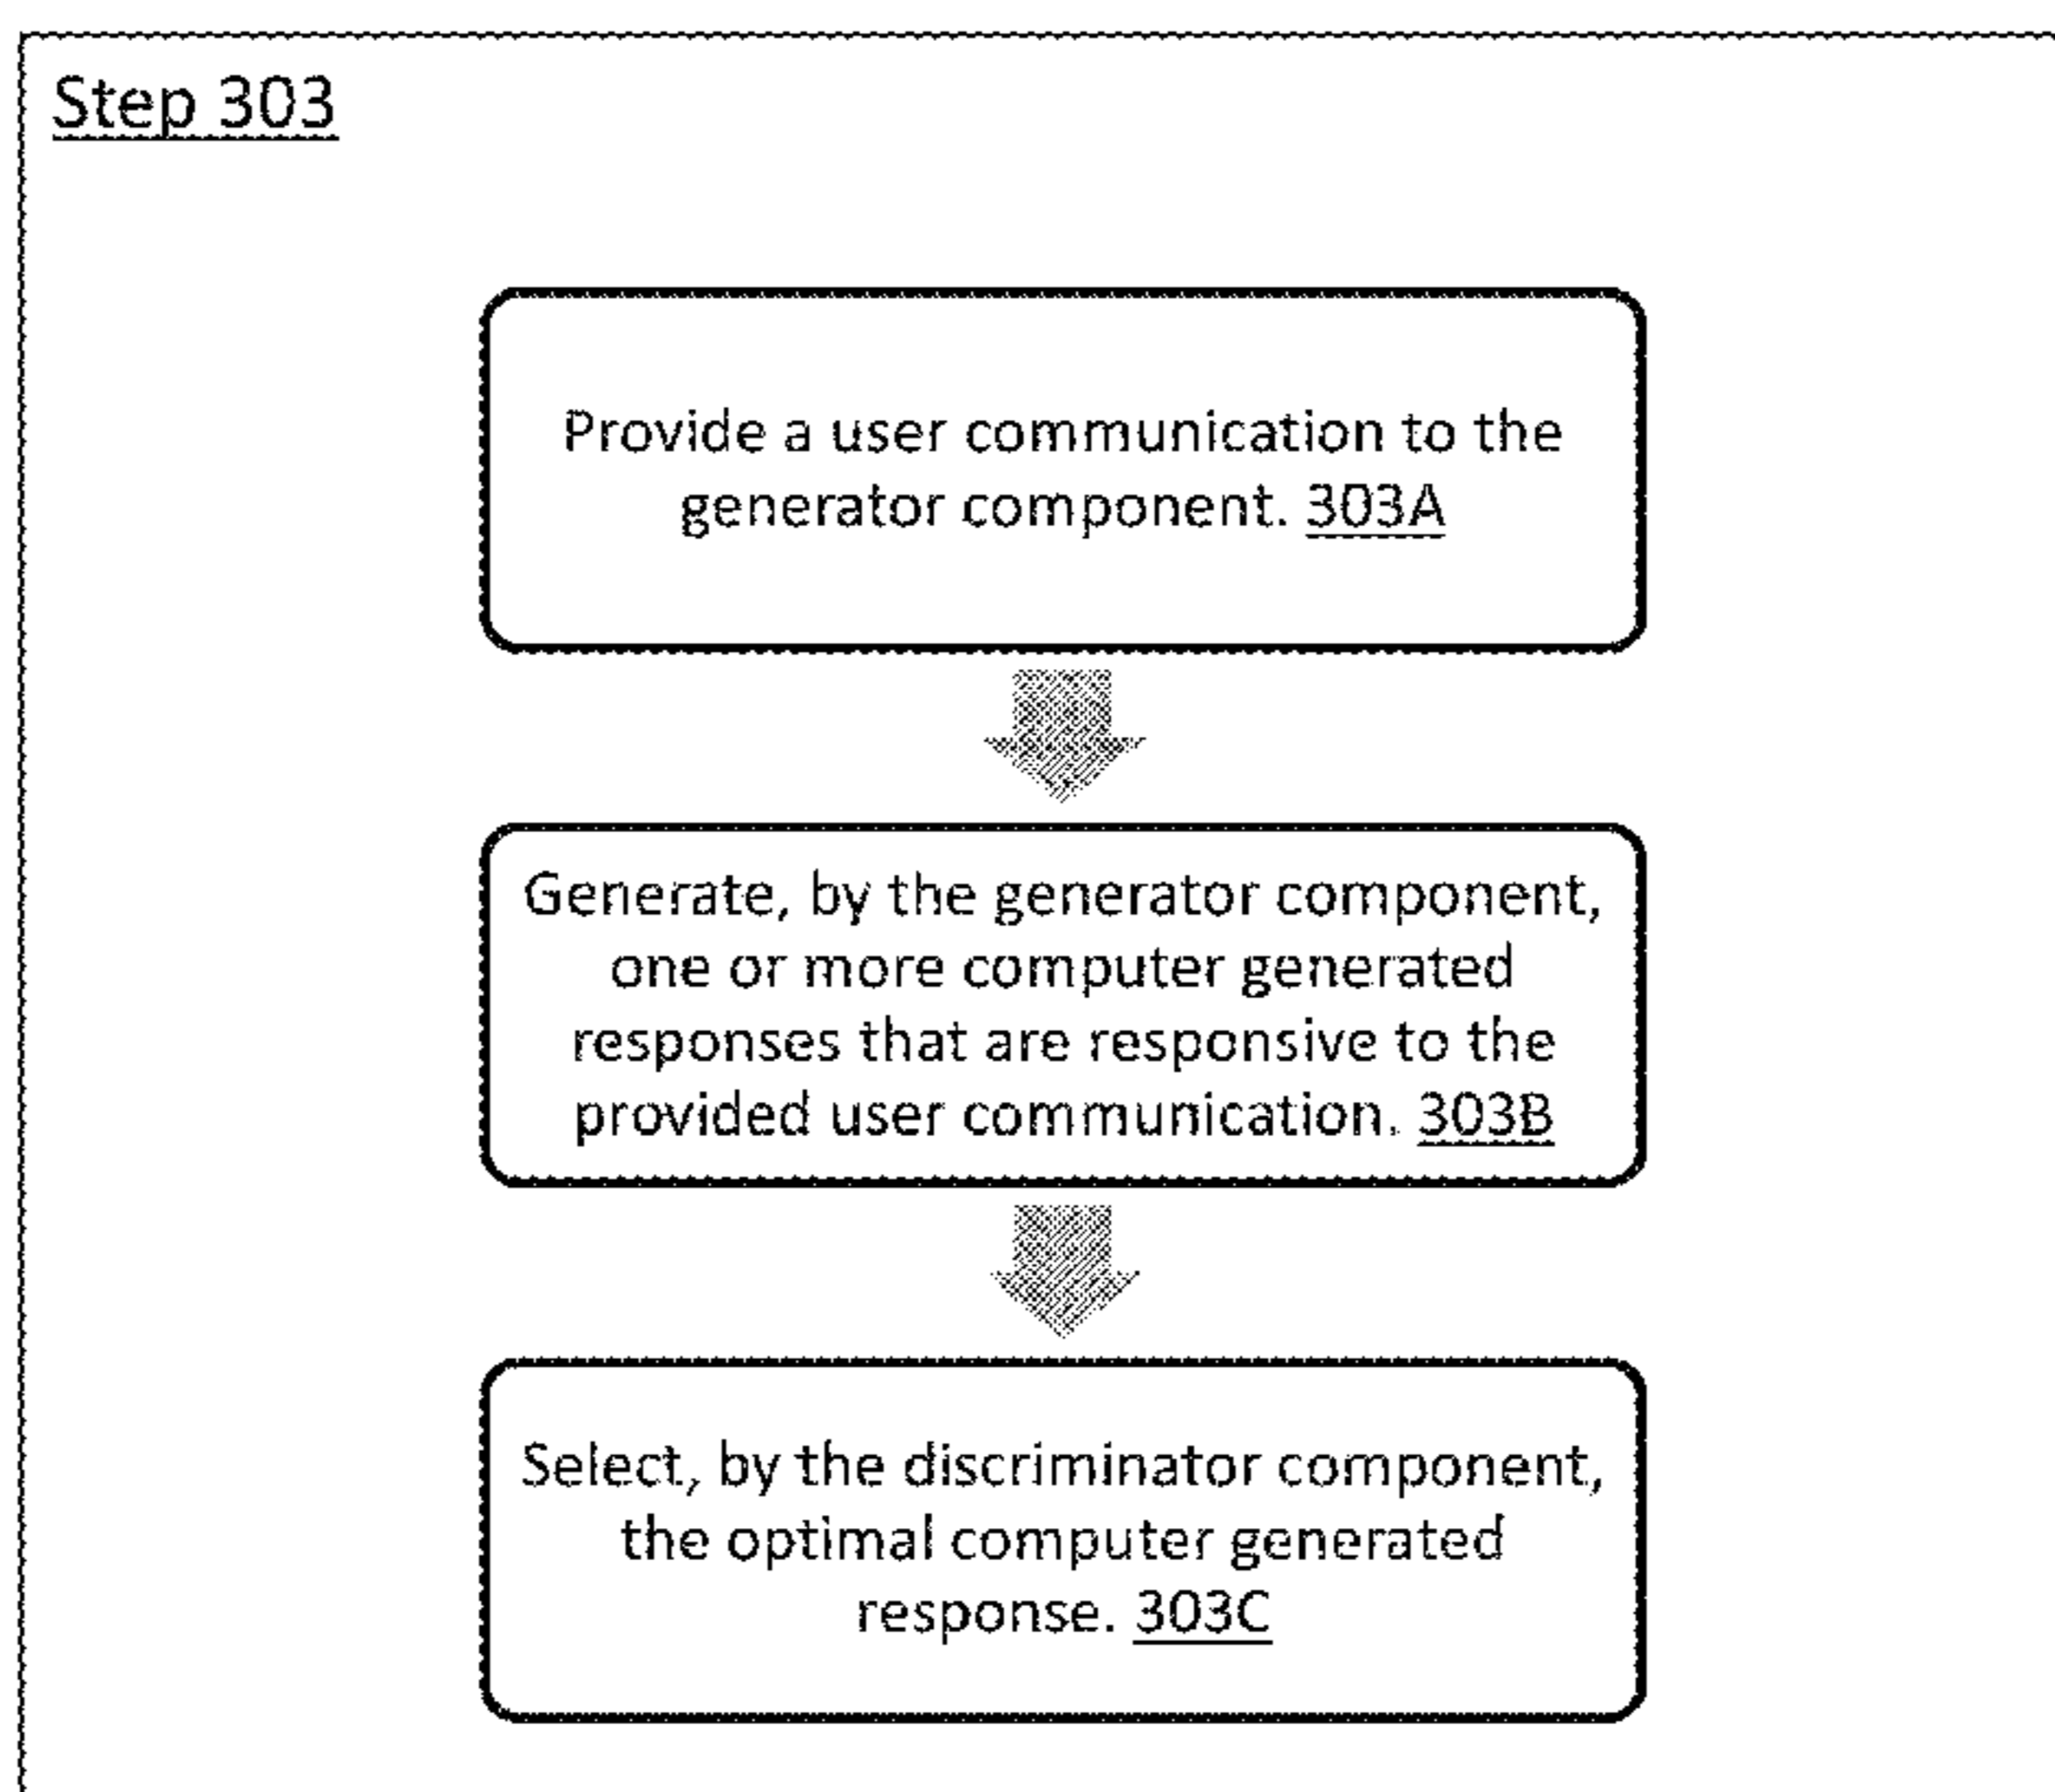 Step 303
Provide a user communication to the
generator component. 303A
Generate, by the generator component,
one or more computer generated
responses that are responsive to the
provided user communication. 303B
Select, by the discriminator component,
the optimal computer generated
response. 303C